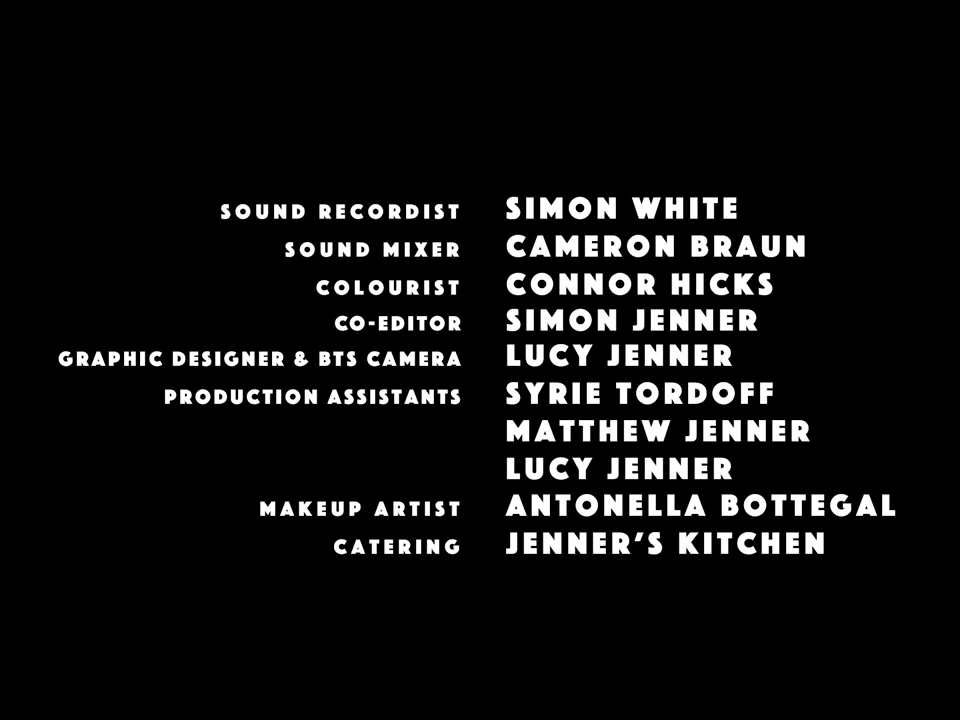 SOUND RECORDIST SIMON WHITE
SOUND MIXER CAMERON BRAUN
COLOURIST CONNOR HICKS
CO-EDITOR SIMON JENNER
GRAPHIC DESIGNER & BTS CAMERA LUCY JENNER
PRODUCTION ASSISTANTS SYRIE TORDOFF
MATTHEW JENNER
LUCY JENNER
MAKEUP ARTIST ANTONELLA BOTTEGAL
CATERING JENNER'S KITCHEN